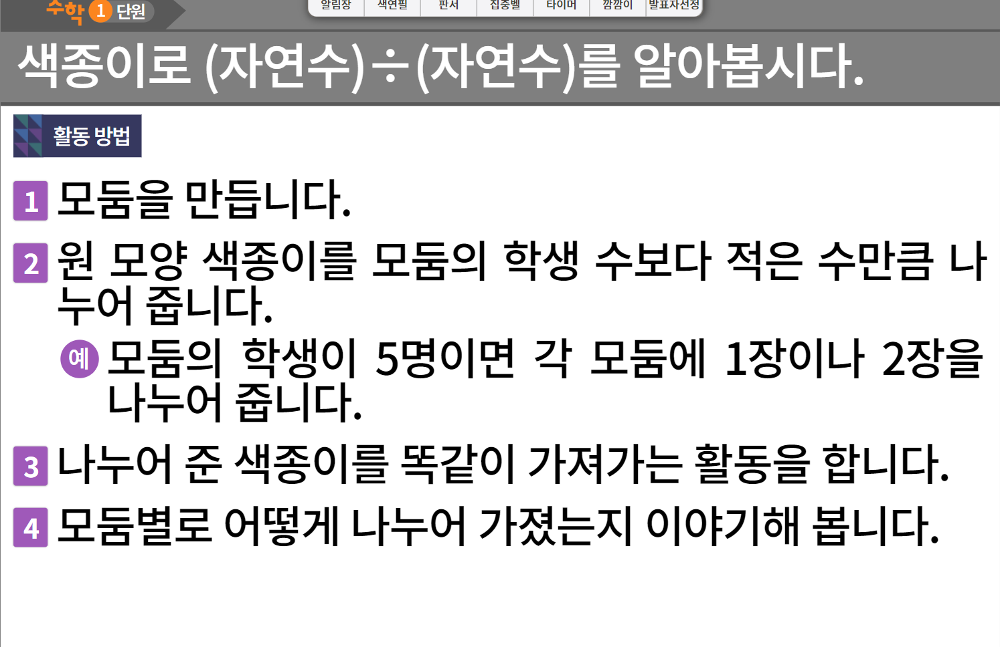 수학 1 단원
알림장 색연필 판서 집중벨 타이머 깜깜이 발표자선정
색종이로 (자연수)÷(자연수)를 알아봅시다.
활동 방법
1 모둠을 만듭니다.
2 원 모양 색종이를 모둠의 학생 수보다 적은 수만큼 나
누어 줍니다.
예 모둠의 학생이 5명이면 각 모둠에 1장이나 2장을
나누어 줍니다.
3 나누어 준 색종이를 똑같이 가져가는 활동을 합니다.
4 모둠별로 어떻게 나누어 가졌는지 이야기해 봅니다.